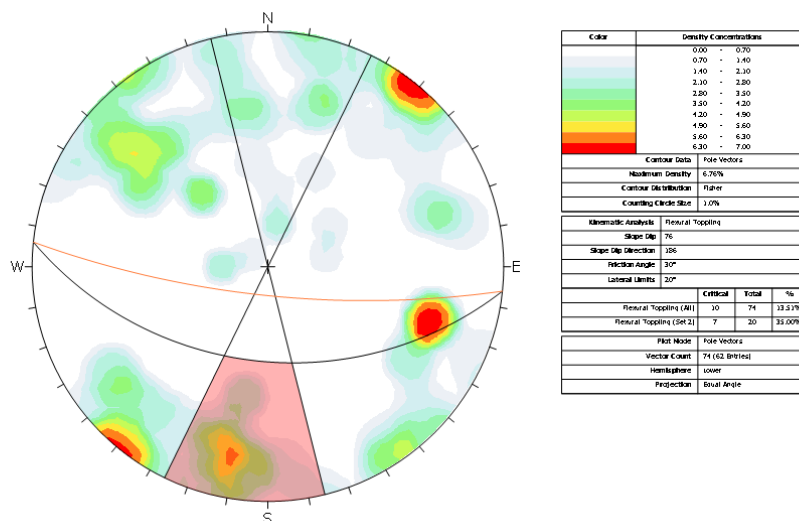 N
W
E
S
Color Density Concentrations
0.00 - 0.70
0.70 - 1.40
1.40 - 2.10
2.10 - 2.80
2.80 - 3.50
3.50 - 4.20
4.20 - 4.90
4.90 - 5.60
5.60 - 6.30
6.30 - 7.00
Contour Data Pole Vectors
Maximum Density 6.76%
Contour Distribution Fisher
Counting Circle Size 1.0%
Kinematic Analysis Flexural Toppling
Slope Dip 76
Slope Dip Direction 186
Friction Angle 30°
Lateral Limits 20°
Critical Total %
Flexural Toppling (All) 10 74 13.51%
Flexural Toppling (Set 2) 7 20 35.00%
Plot Mode Pole Vectors
Vector Count 74 (62 Entries)
Hemisphere Lower
Projection Equal Angle